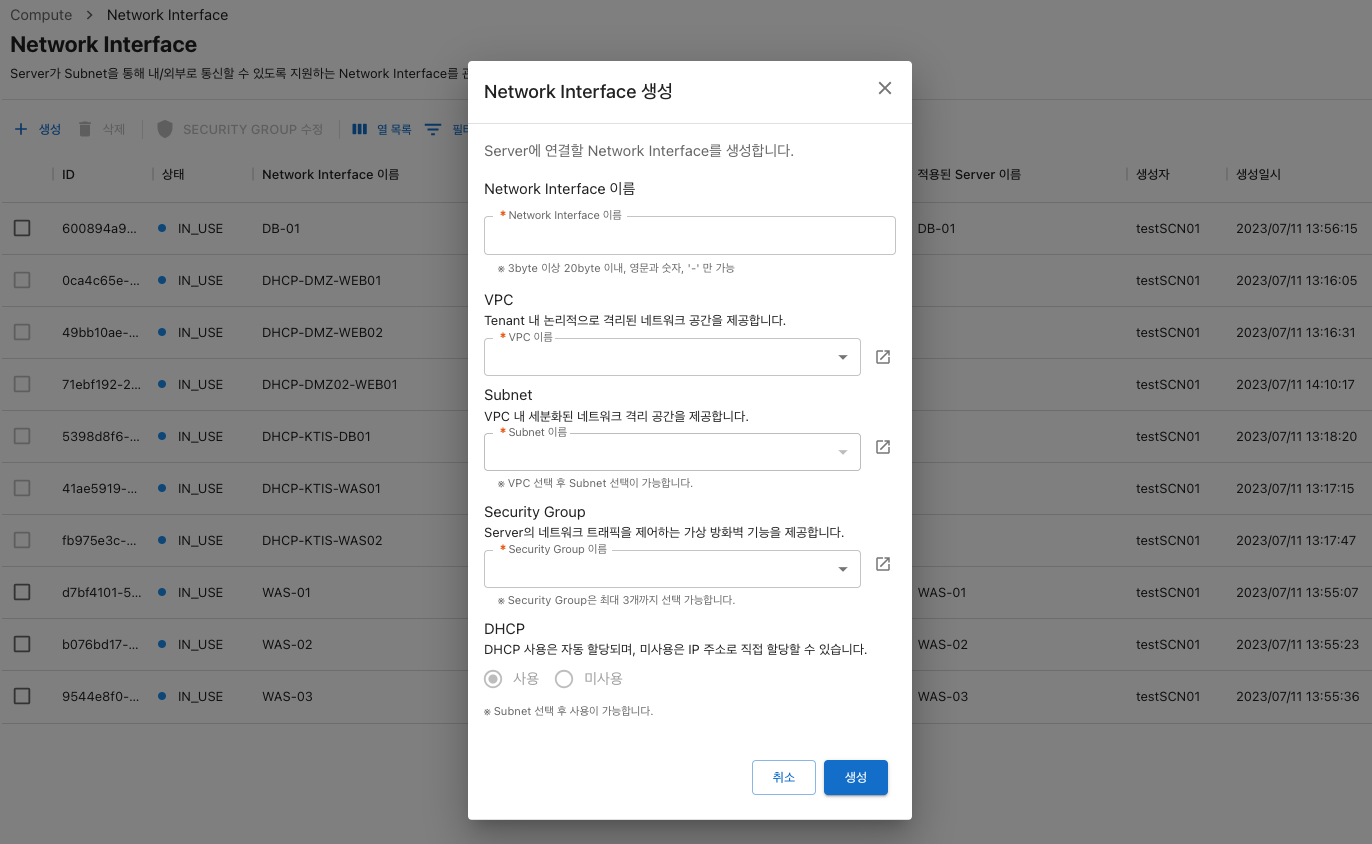 Compute > Network Interface
Network Interface
Server가 Subnet을 통해 내/외부로 통신할 수 있도록 지원하는 Network Interface를
+ 생성 삭제 SECURITY GROUP 수정 열 목록
ID 상태 Network Interface 이름 적용된 Server 이름 생성자 생성일시
600894a9... IN_USE DB-01 DB-01 testSCN01 2023/07/11 13:56:15
0ca4c65e-... IN_USE DHCP-DMZ-WEB01 testSCN01 2023/07/11 13:16:05
49bb10ae-... IN_USE DHCP-DMZ-WEB02 testSCN01 2023/07/11 13:16:31
71ebf192-2... IN_USE DHCP-DMZ02-WEB01 testSCN01 2023/07/11 14:10:17
5398d8f6-... IN_USE DHCP-KTIS-DB01 testSCN01 2023/07/11 13:18:20
41ae5919-... IN_USE DHCP-KTIS-WAS01 testSCN01 2023/07/11 13:17:15
fb975e3c-... IN_USE DHCP-KTIS-WAS02 testSCN01 2023/07/11 13:17:47
d7bf4101-5... IN_USE WAS-01 WAS-01 testSCN01 2023/07/11 13:55:07
b076bd17-... IN_USE WAS-02 WAS-02 testSCN01 2023/07/11 13:55:23
9544e8f0-... IN_USE WAS-03 WAS-03 testSCN01 2023/07/11 13:55:36
Network Interface 생성
Server에 연결할 Network Interface를 생성합니다.
Network Interface 이름
* Network Interface 이름
※ 3byte 이상 20byte 이내, 영문과 숫자, '-' 만 가능
VPC
Tenant 내 논리적으로 격리된 네트워크 공간을 제공합니다.
* VPC 이름
Subnet
VPC 내 세분화된 네트워크 격리 공간을 제공합니다.
* Subnet 이름
※ VPC 선택 후 Subnet 선택이 가능합니다.
Security Group
Server의 네트워크 트래픽을 제어하는 가상 방화벽 기능을 제공합니다.
* Security Group 이름
※ Security Group은 최대 3개까지 선택 가능합니다.
DHCP
DHCP 사용은 자동 할당되며, 미사용은 IP 주소로 직접 할당할 수 있습니다.
사용 미사용
※ Subnet 선택 후 사용이 가능합니다.
취소 생성